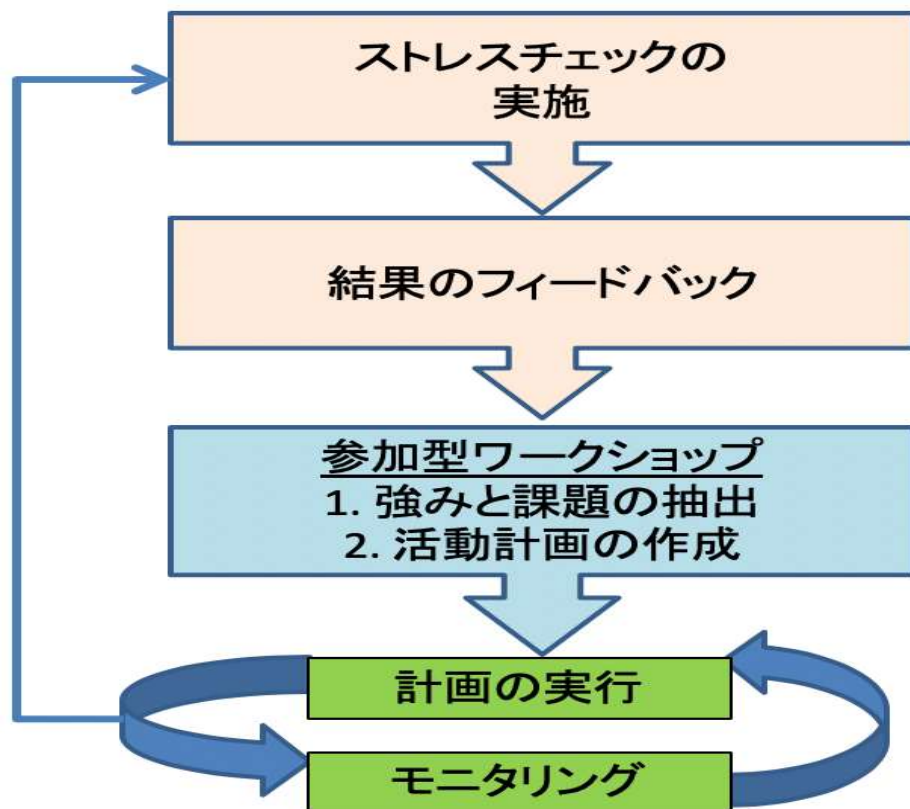 ストレスチェックの
実施
結果のフィードバック
参加型ワークショップ
1. 強みと課題の抽出
2. 活動計画の作成
計画の実行
モニタリング